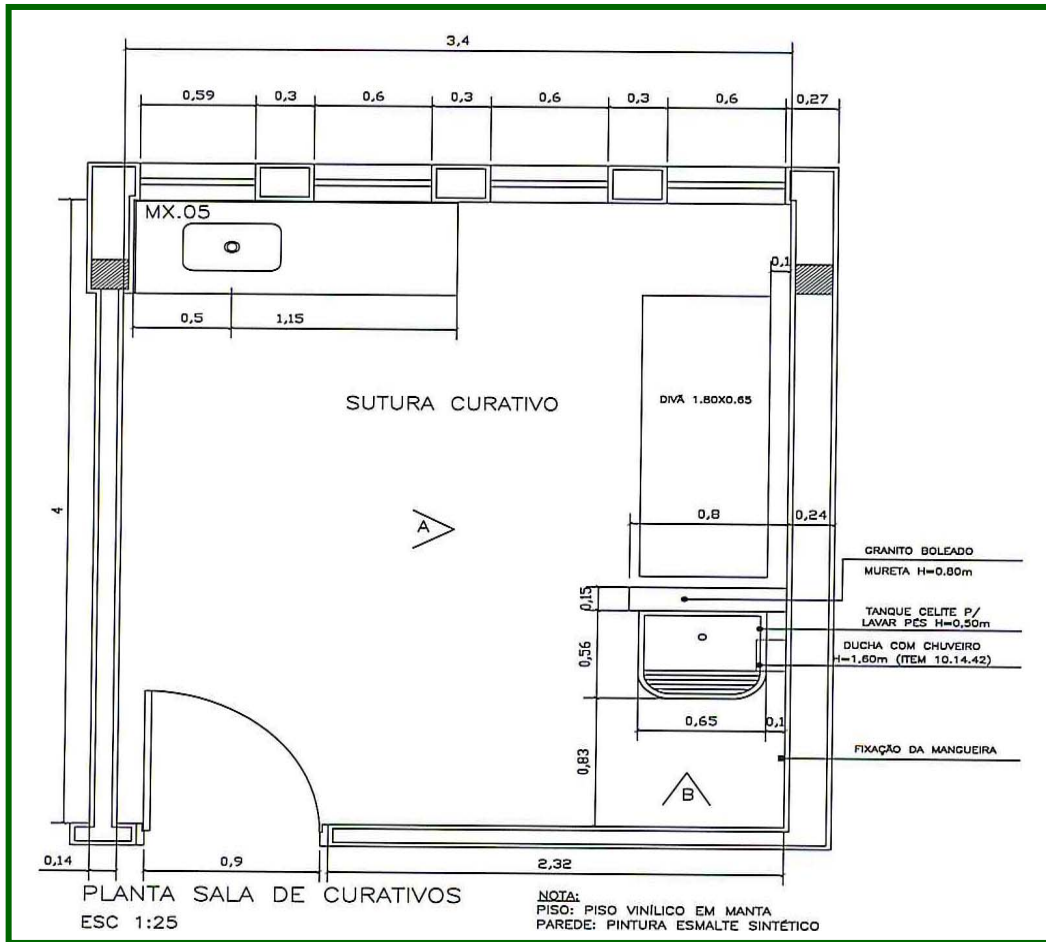 3,4
0,59 0,3 0,6 0,3 0,6 0,3 0,6 0,27
MX.05
0,1
0,5 1,15
SUTURA CURATIVO
DIVÃ 1.80X0.65
4
A
0,8 0,24
GRANITO BOLEADO
MURETA H=0.80m
0,15
TANQUE CELITE P/
LAVAR PÉS H=0,50m
DUCHA COM CHUVEIRO
H=1,60m (ITEM 10.14.42)
0,56
0,65 0,1
0,83
FIXAÇÃO DA MANGUEIRA
B
0,14 0,9 2,32
PLANTA SALA DE CURATIVOS
ESC 1:25
NOTA:
PISO: PISO VINÍLICO EM MANTA
PAREDE: PINTURA ESMALTE SINTÉTICO